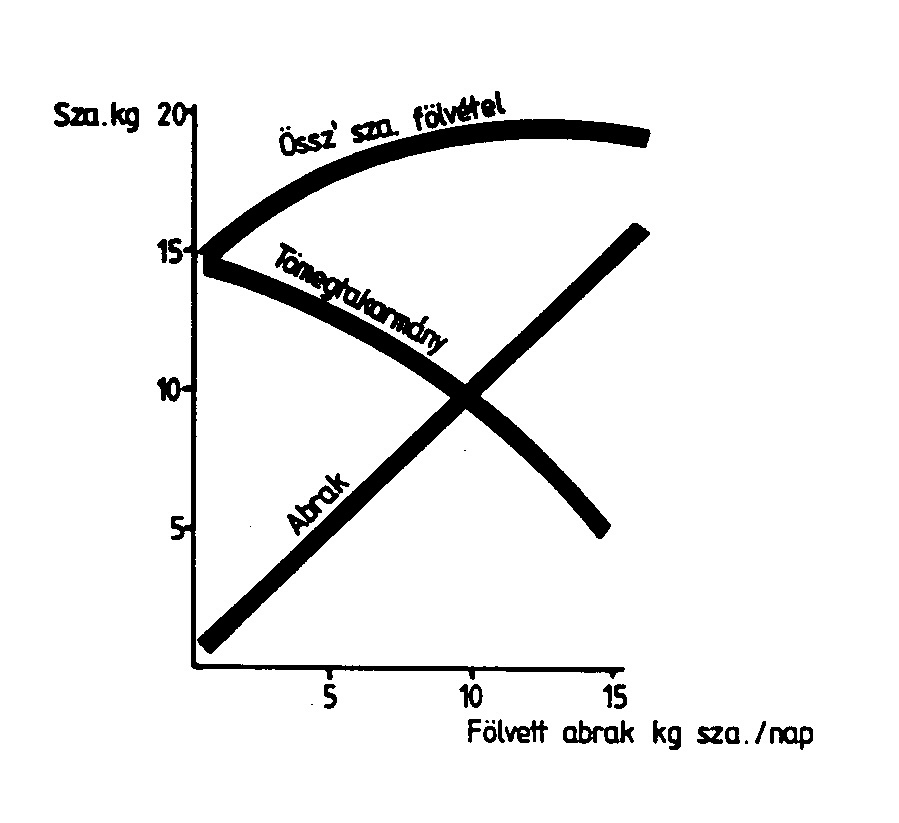 Sza.kg 20
Össz' sza. fölvétel
15
Tömegtakarmány
10
Abrak
5
5 10 15
Fölvett abrak kg sza./nap